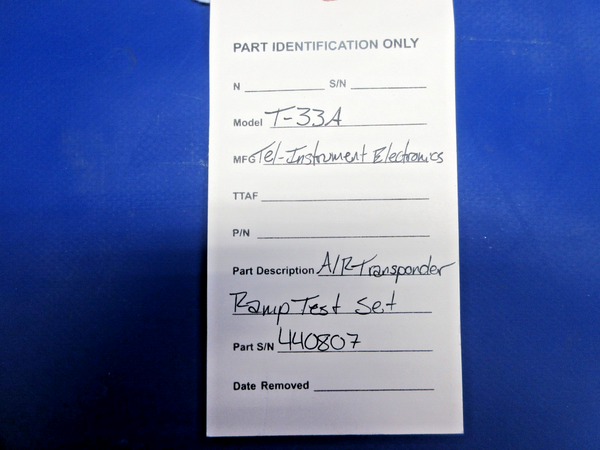 PART IDENTIFICATION ONLY
N S/N
Model T-33A
MFG Tel-Instrument Electronics
TTAF
P/N
Part Description A/R Transponder
Ramp Test Set
Part S/N 440807
Date Removed